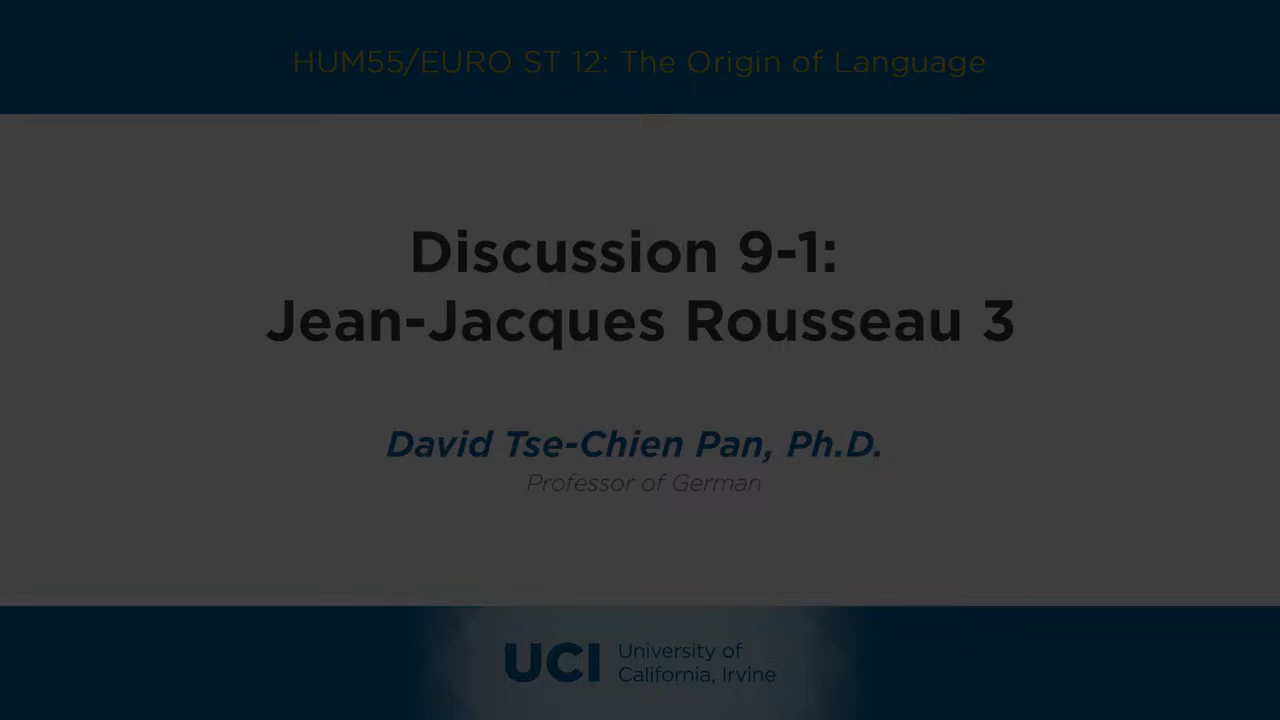 HUM55/EURO ST 12: The Origin of Language
Discussion 9-1:
Jean-Jacques Rousseau 3
David Tse-Chien Pan, Ph.D.
Professor of German
UCI University of
California, Irvine